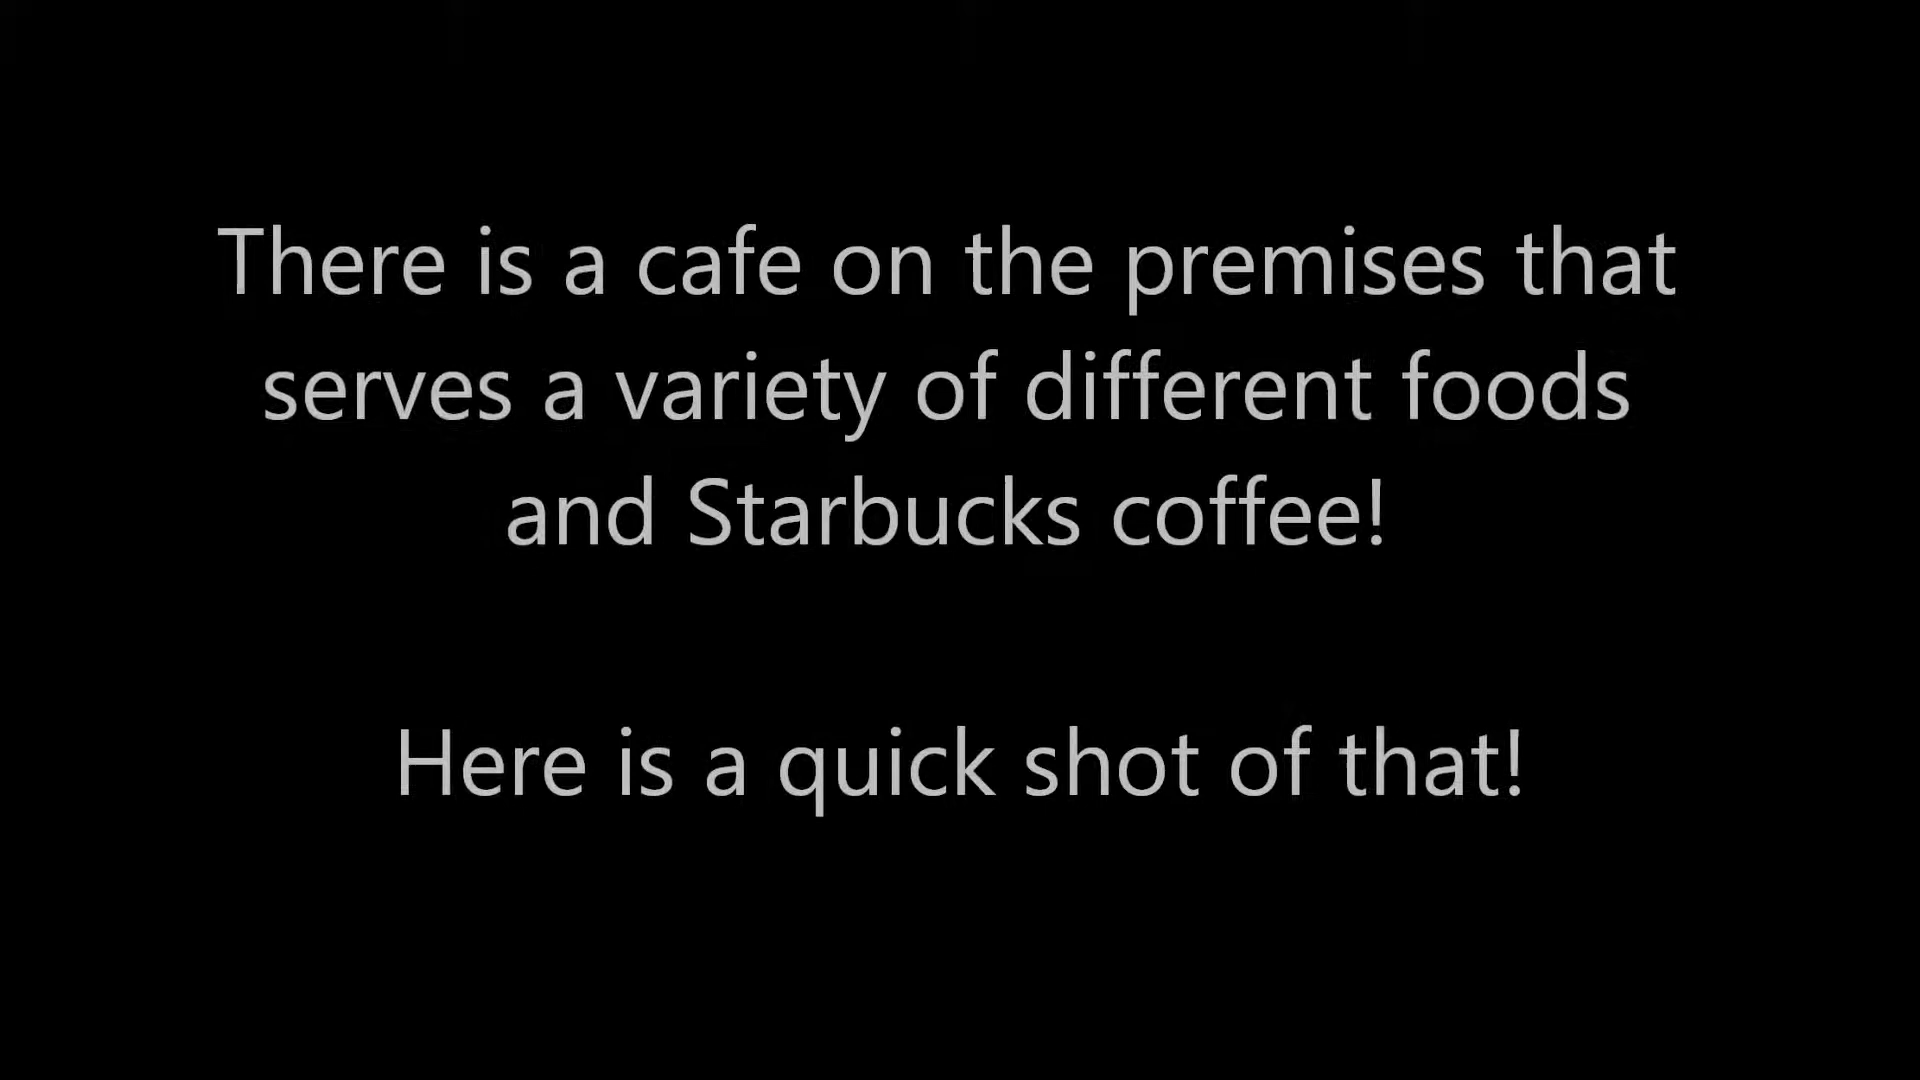 There is a cafe on the premises that
serves a variety of different foods
and Starbucks coffee!
Here is a quick shot of that!